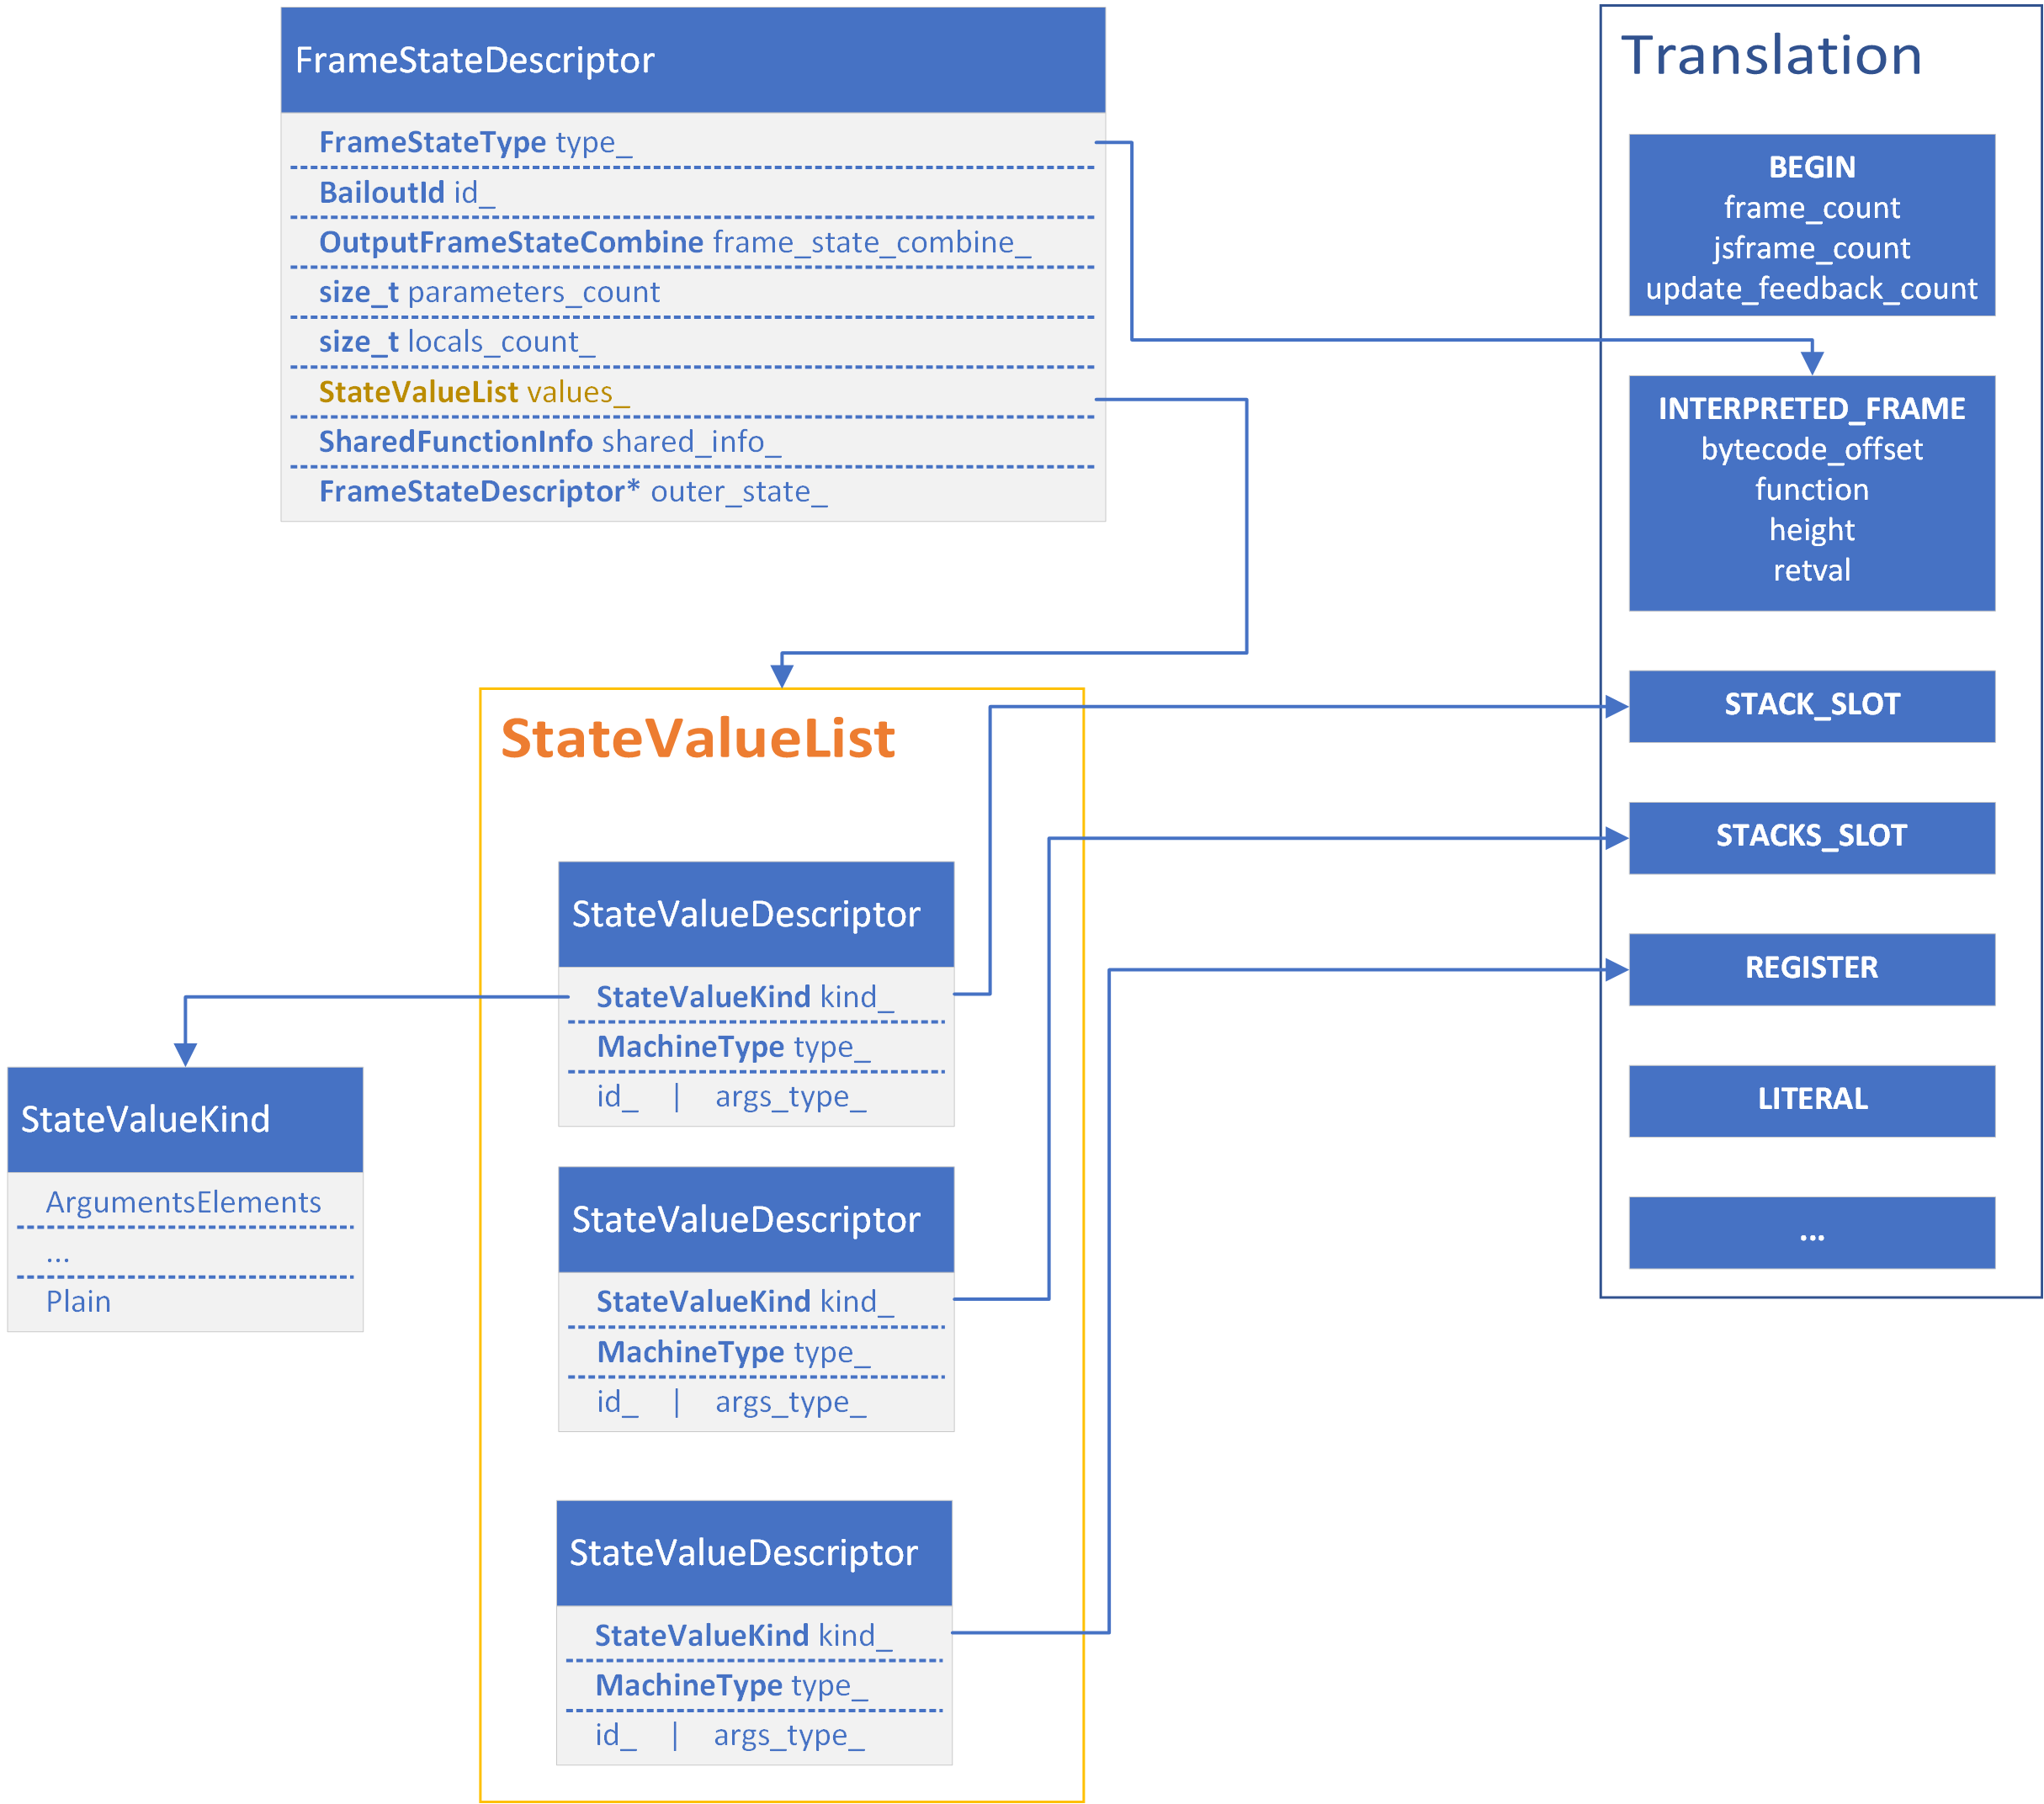 FrameStateDescriptor
FrameStateType type_
BailoutId id_
OutputFrameStateCombine frame_state_combine_
size_t parameters_count
size_t locals_count_
StateValueList values_
SharedFunctionInfo shared_info_
FrameStateDescriptor* outer_state_
Translation
BEGIN
frame_count
jsframe_count
update_feedback_count
INTERPRETED_FRAME
bytecode_offset
function
height
retval
STACK_SLOT
STACKS_SLOT
REGISTER
LITERAL
...
StateValueList
StateValueDescriptor
StateValueKind kind_
MachineType type_
id_ | args_type_
StateValueDescriptor
StateValueKind kind_
MachineType type_
id_ | args_type_
StateValueDescriptor
StateValueKind kind_
MachineType type_
id_ | args_type_
StateValueKind
ArgumentsElements
...
Plain